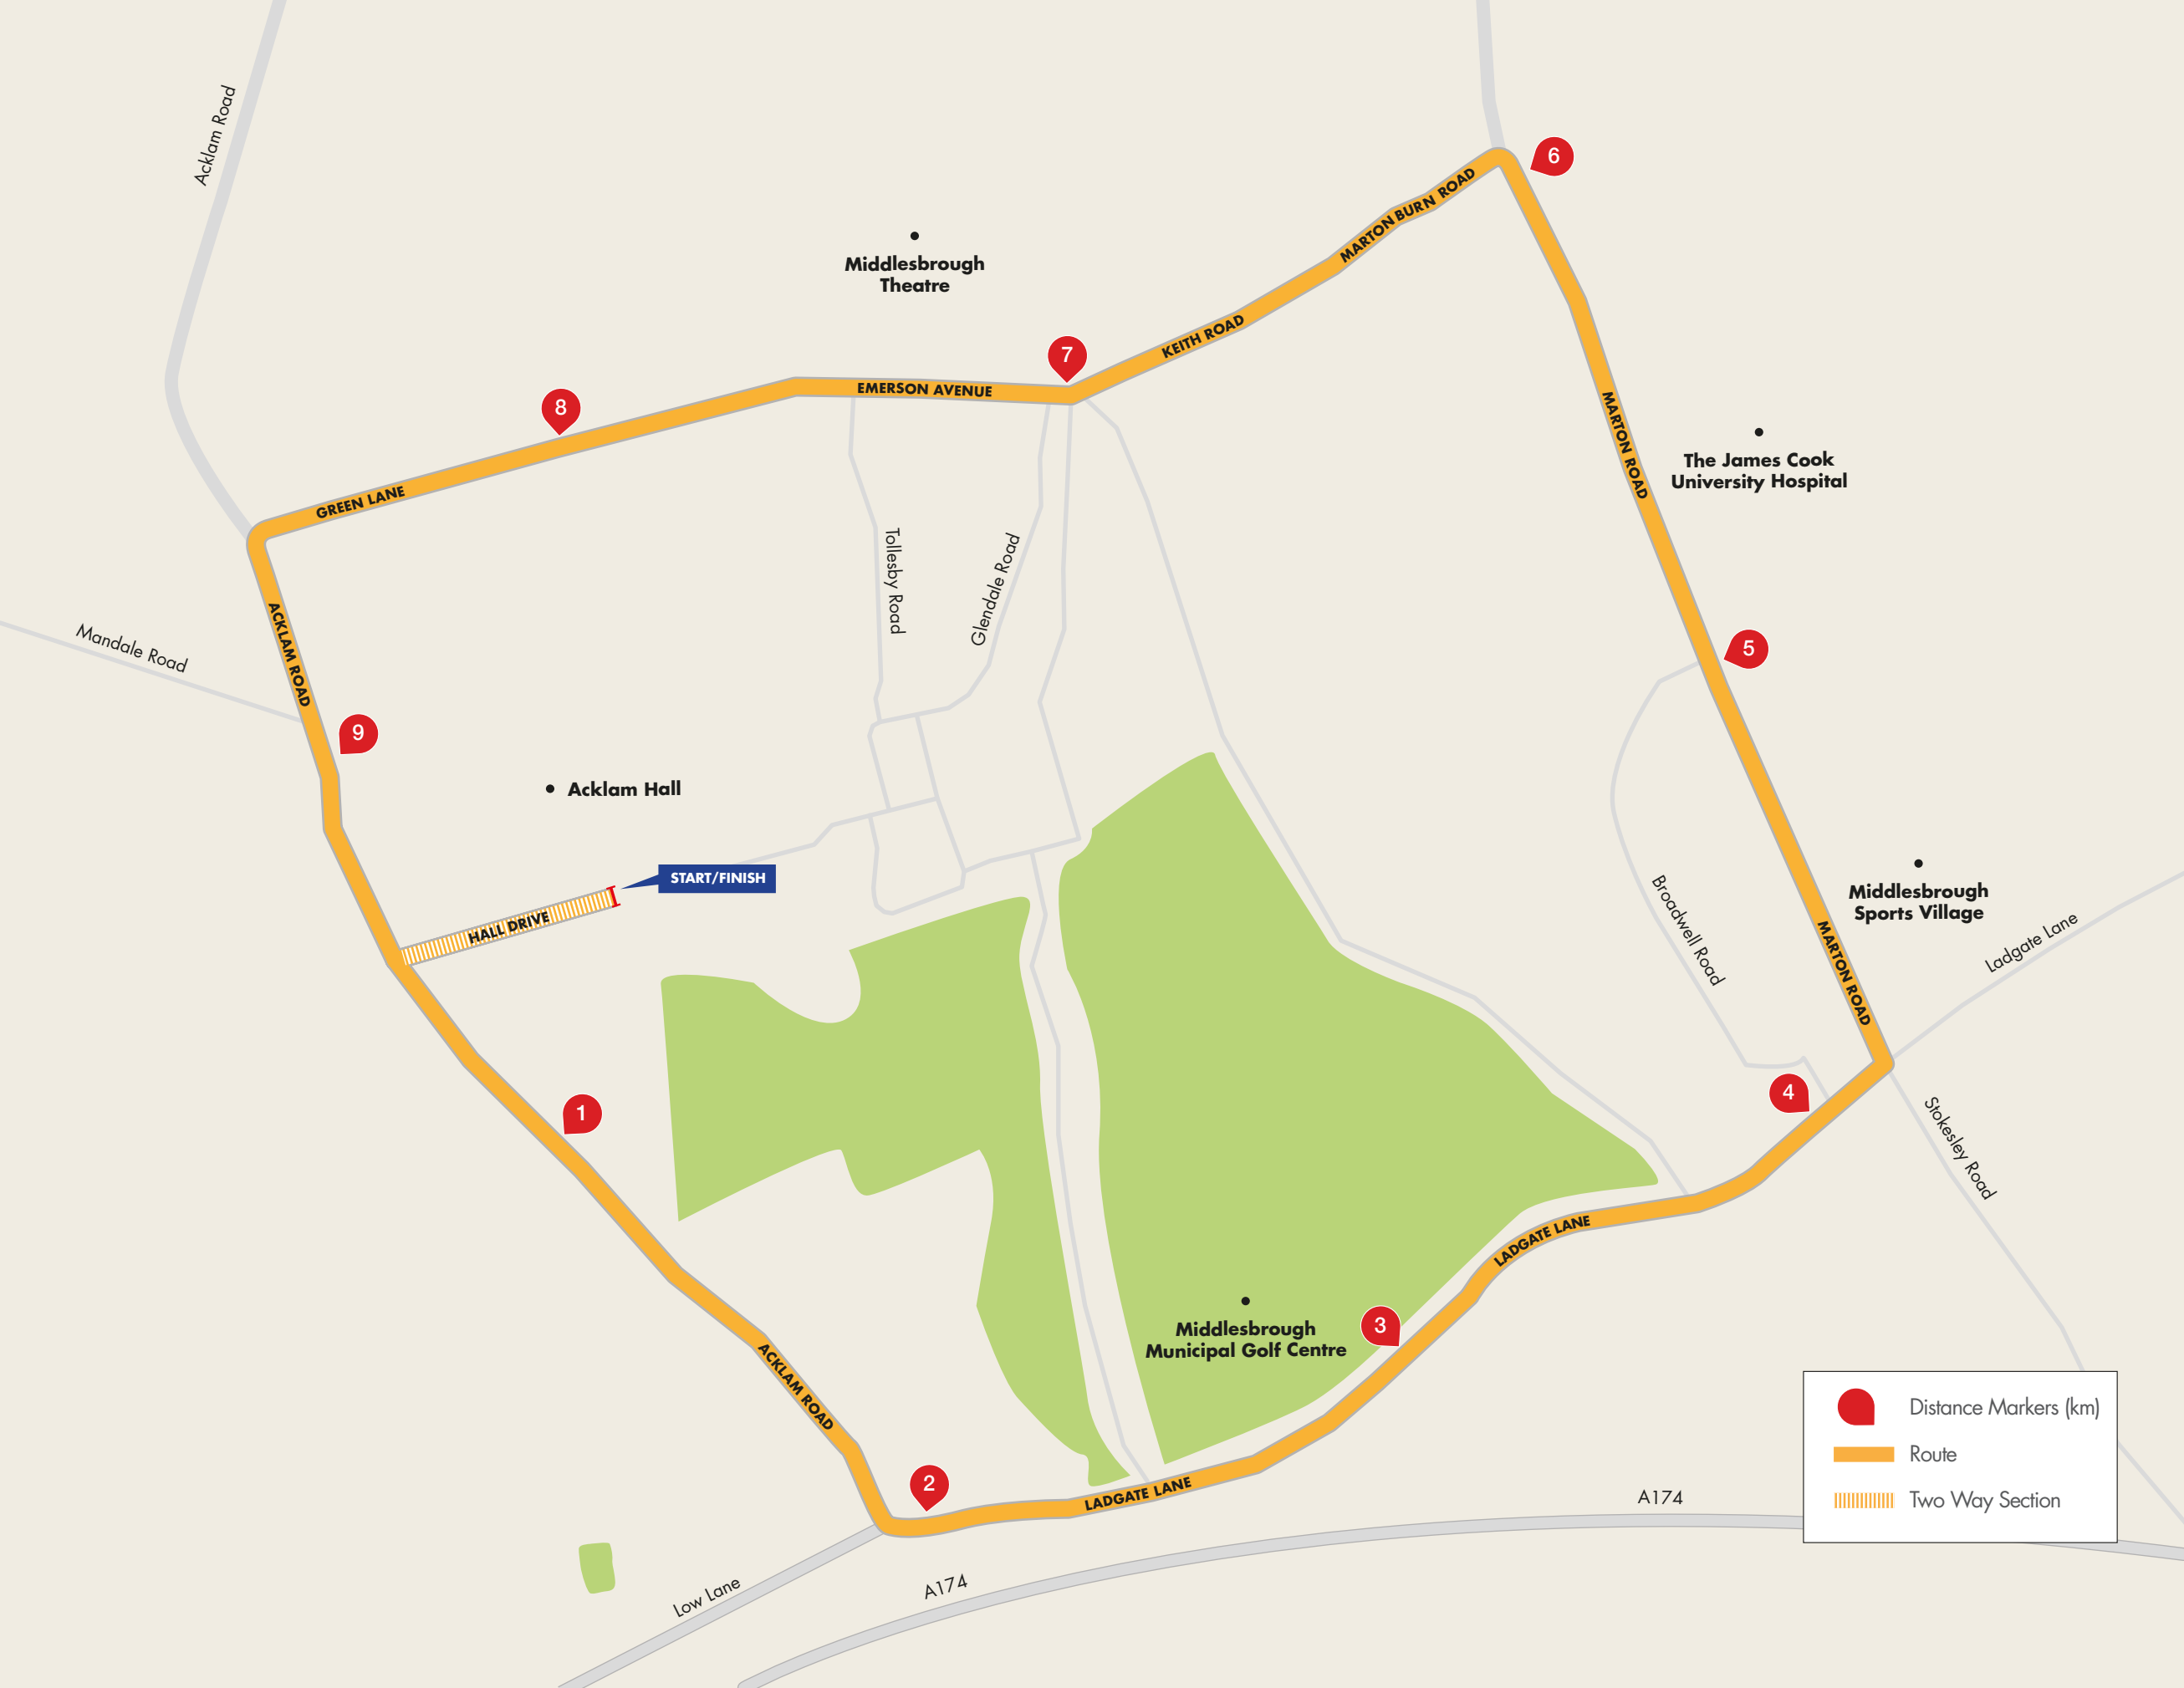 Acklam Road
6
MARTON BURN ROAD
Middlesbrough
Theatre
KEITH ROAD
7
EMERSON AVENUE
8
MARTON ROAD
The James Cook
University Hospital
GREEN LANE
Tollesby Road
Glendale Road
ACKLAM ROAD
Mandale Road
5
9
Acklam Hall
START/FINISH
HALL DRIVE
Broadwell Road
Middlesbrough
Sports Village
MARTON ROAD
Ladgate Lane
4
1
Stokesley Road
LADGATE LANE
3
Middlesbrough
Municipal Golf Centre
ACKLAM ROAD
2
LADGATE LANE
A174
A174
Low Lane
Distance Markers (km)
Route
Two Way Section